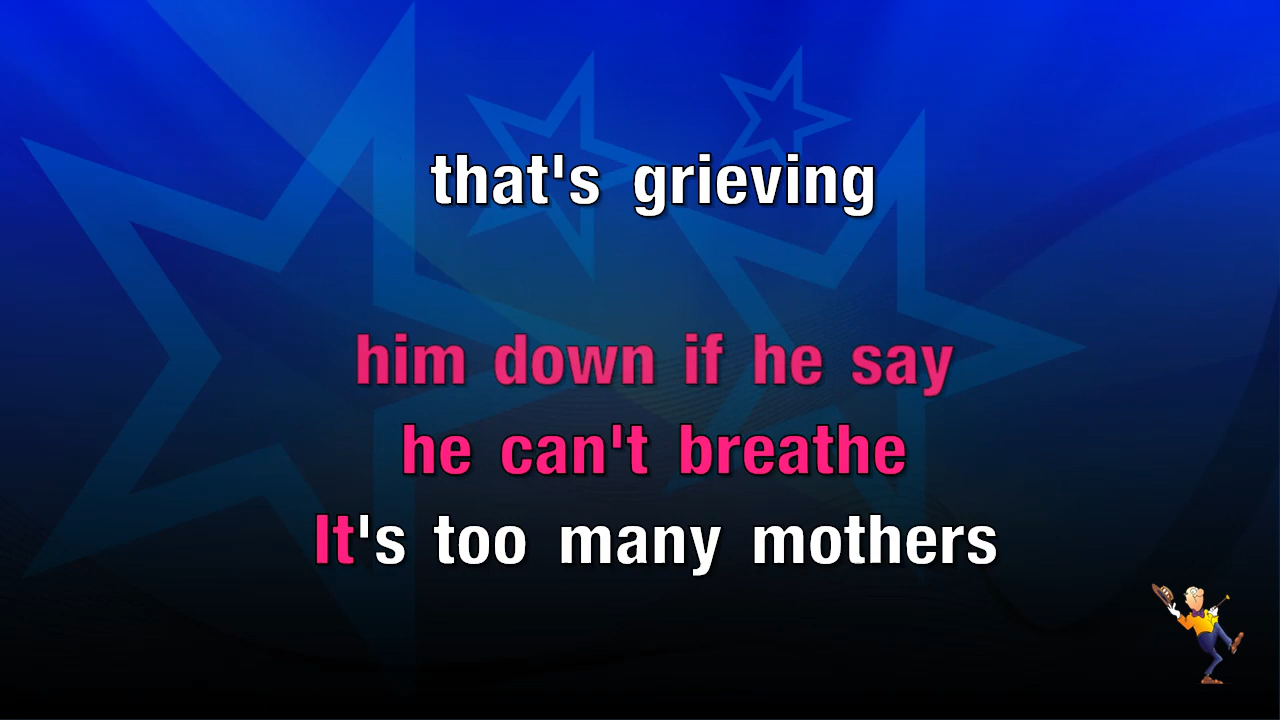 that's grieving
him down if he say
he can't breathe
It's too many mothers